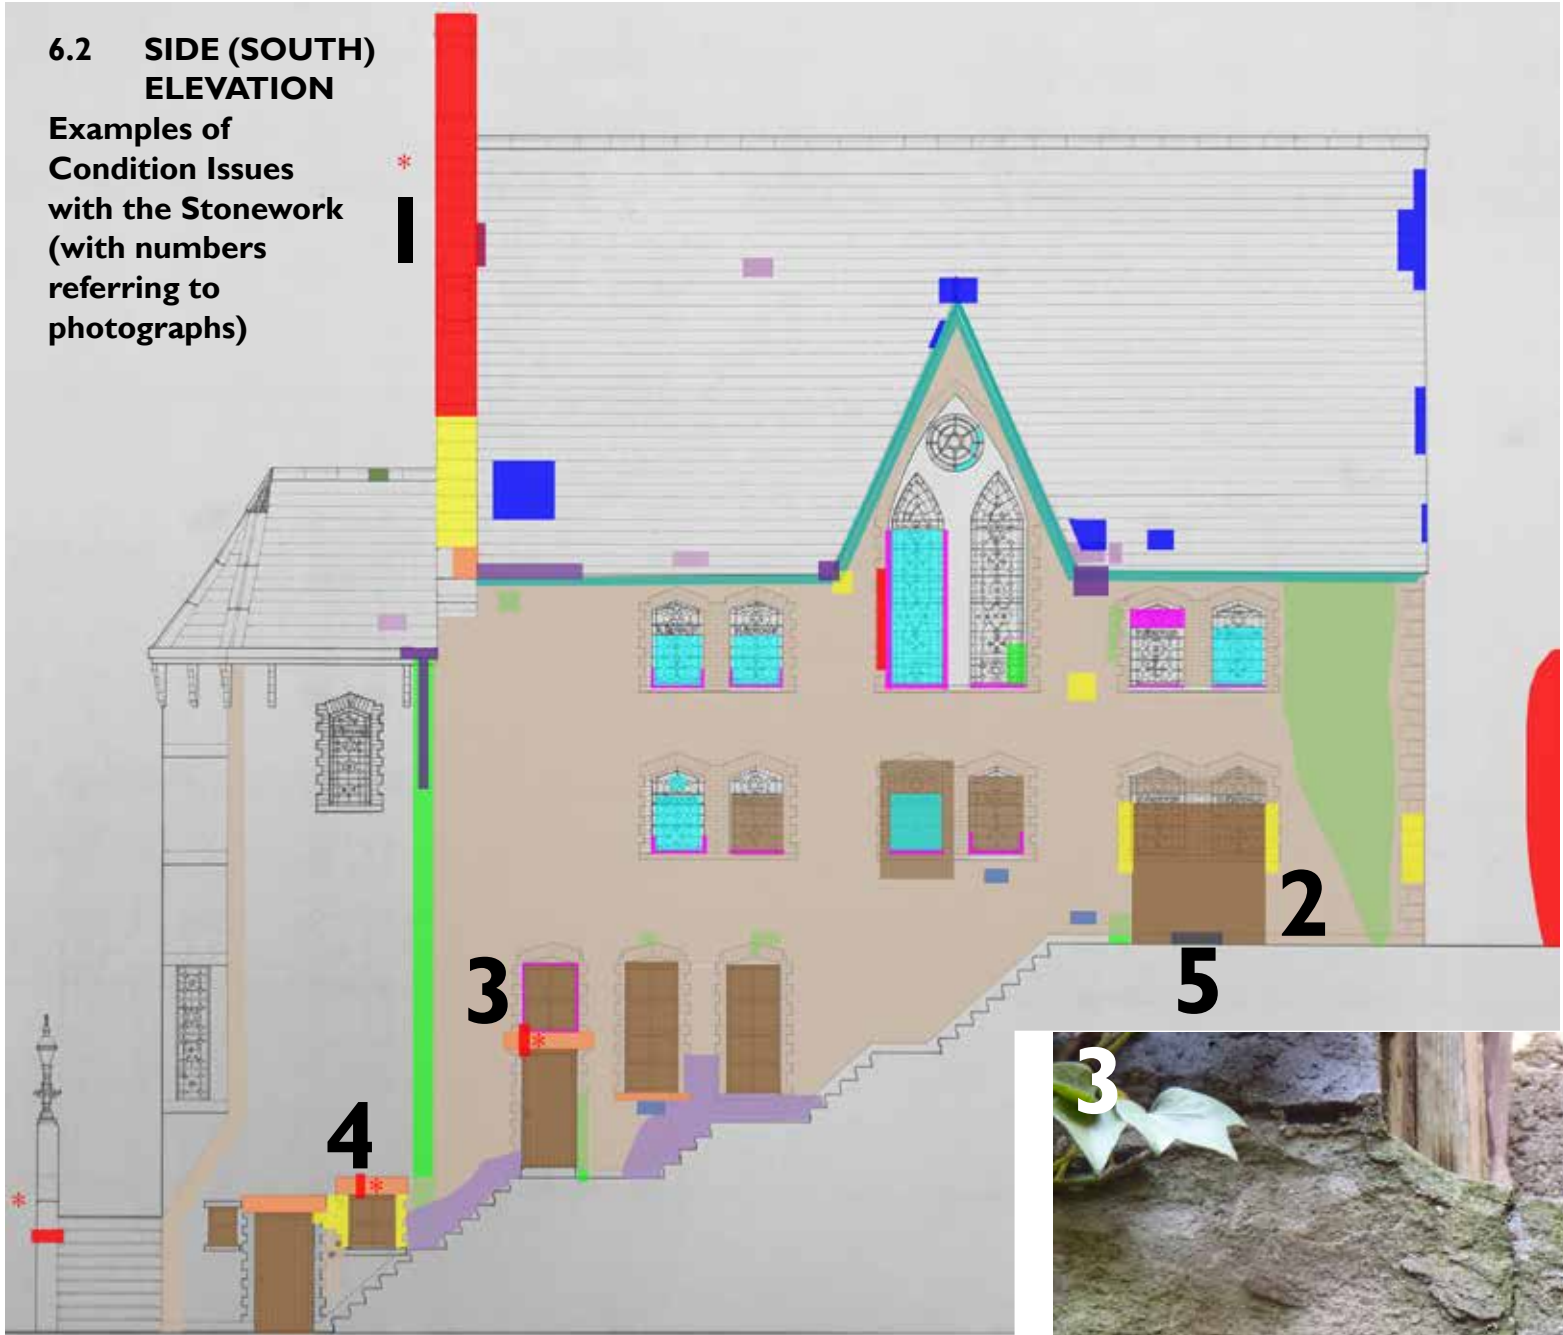 6.2 SIDE (SOUTH)
ELEVATION
Examples of
Condition Issues
with the Stonework
(with numbers
referring to
photographs)
*
2
3
*
5
4
*
*
3